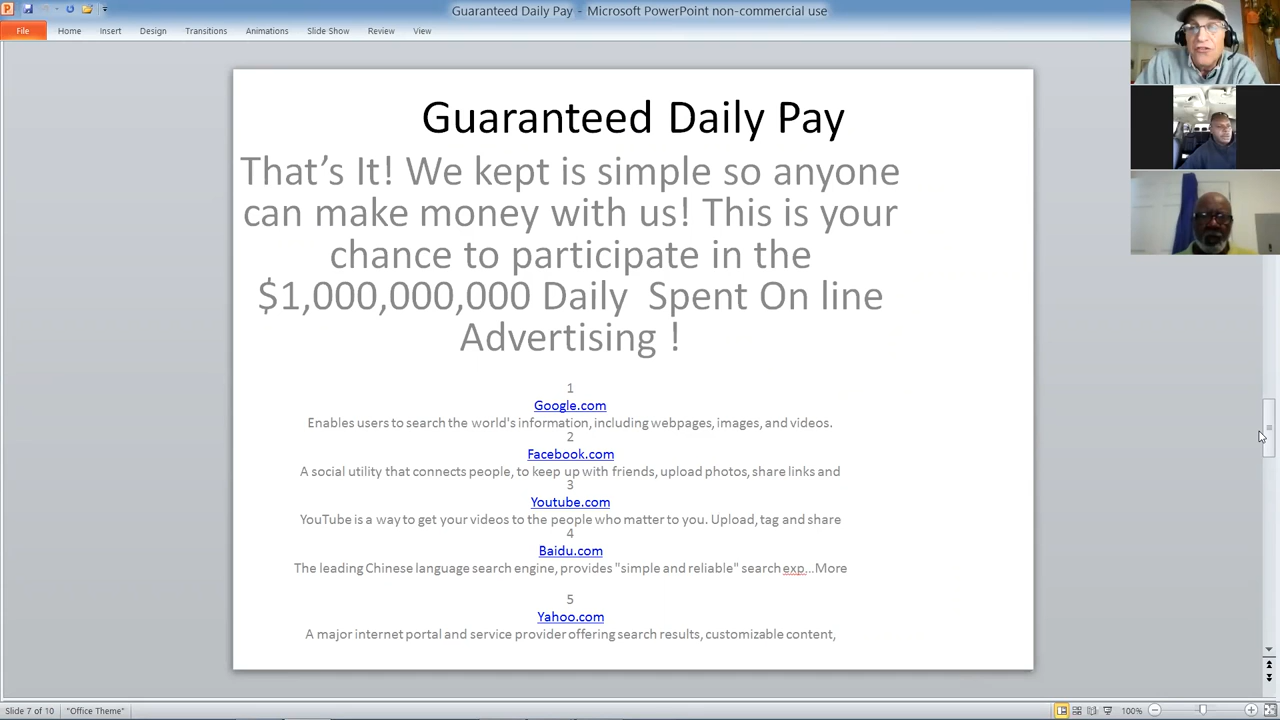 Guaranteed Daily Pay - Microsoft PowerPoint non-commercial use
File Home Insert Design Transitions Animations Slide Show Review View
Guaranteed Daily Pay
That’s It! We kept is simple so anyone
can make money with us! This is your
chance to participate in the
$1,000,000,000 Daily Spent On line
Advertising !
1
Google.com
Enables users to search the world's information, including webpages, images, and videos.
2
Facebook.com
A social utility that connects people, to keep up with friends, upload photos, share links and
3
Youtube.com
YouTube is a way to get your videos to the people who matter to you. Upload, tag and share
4
Baidu.com
The leading Chinese language search engine, provides "simple and reliable" search exp...More
5
Yahoo.com
A major internet portal and service provider offering search results, customizable content,
Slide 7 of 10 "Office Theme" 100%